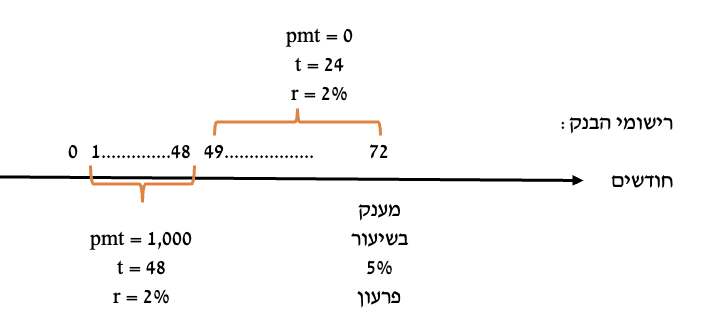 pmt = 0
t = 24
r = 2%
רישומי הבנק:
0 1..............48 49.................. 72
חודשים
מענק
pmt = 1,000 בשיעור
t = 48 5%
r = 2% פרעון